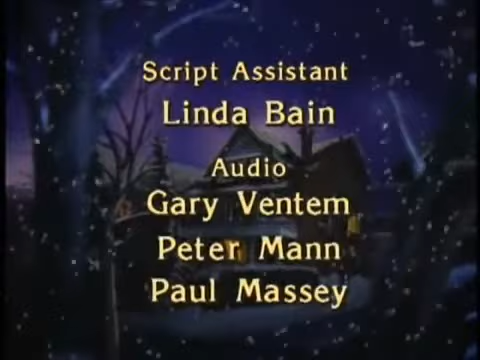 Script Assistant
Linda Bain
Audio
Gary Ventem
Peter Mann
Paul Massey